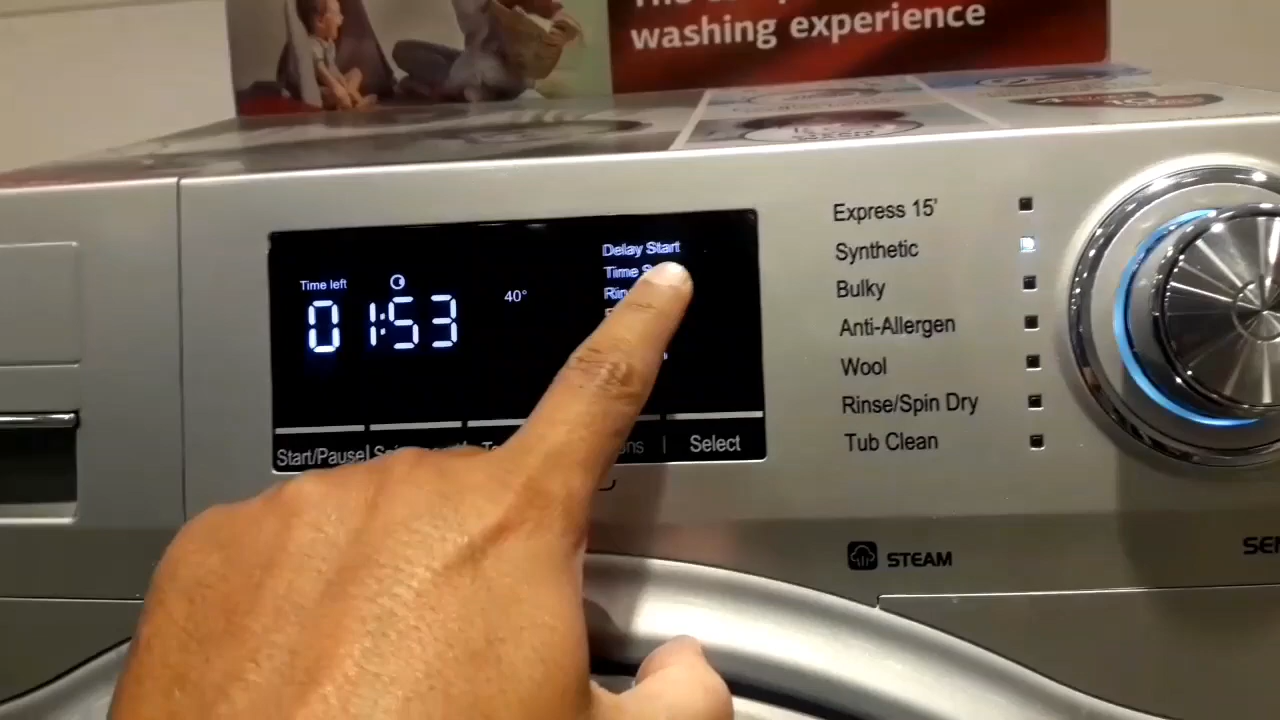 washing experience
Delay Start
Time
Time left
01:53
40°
Start/Pause
Select
Express 15'
Synthetic
Bulky
Anti-Allergen
Wool
Rinse/Spin Dry
Tub Clean
STEAM